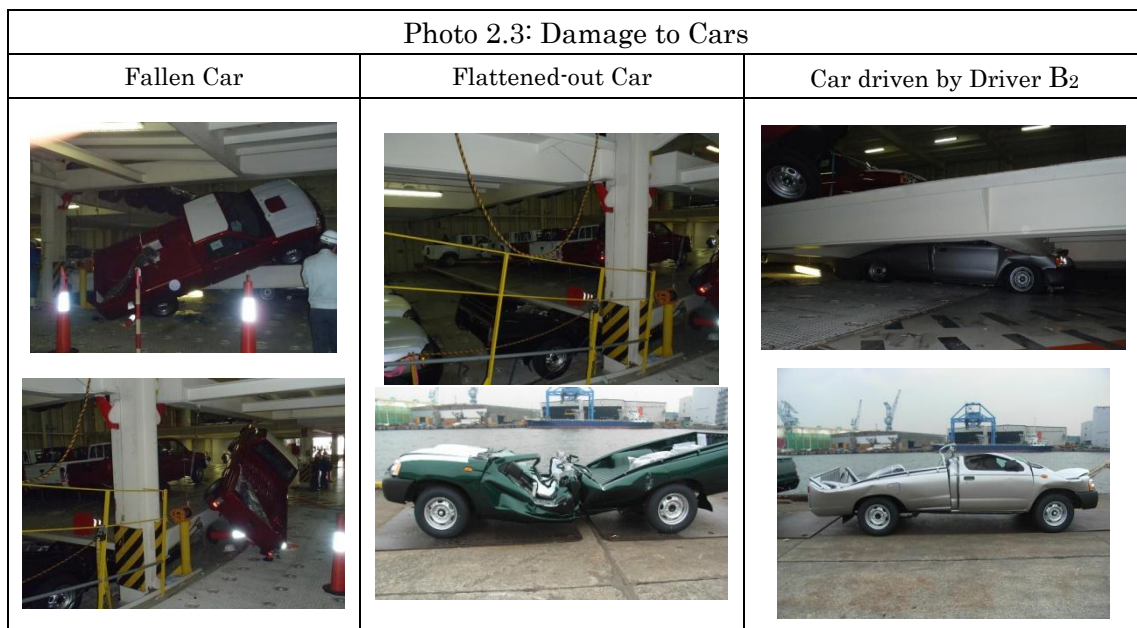 Photo 2.3: Damage to Cars
Fallen Car
Flattened-out Car
Car driven by Driver B₂